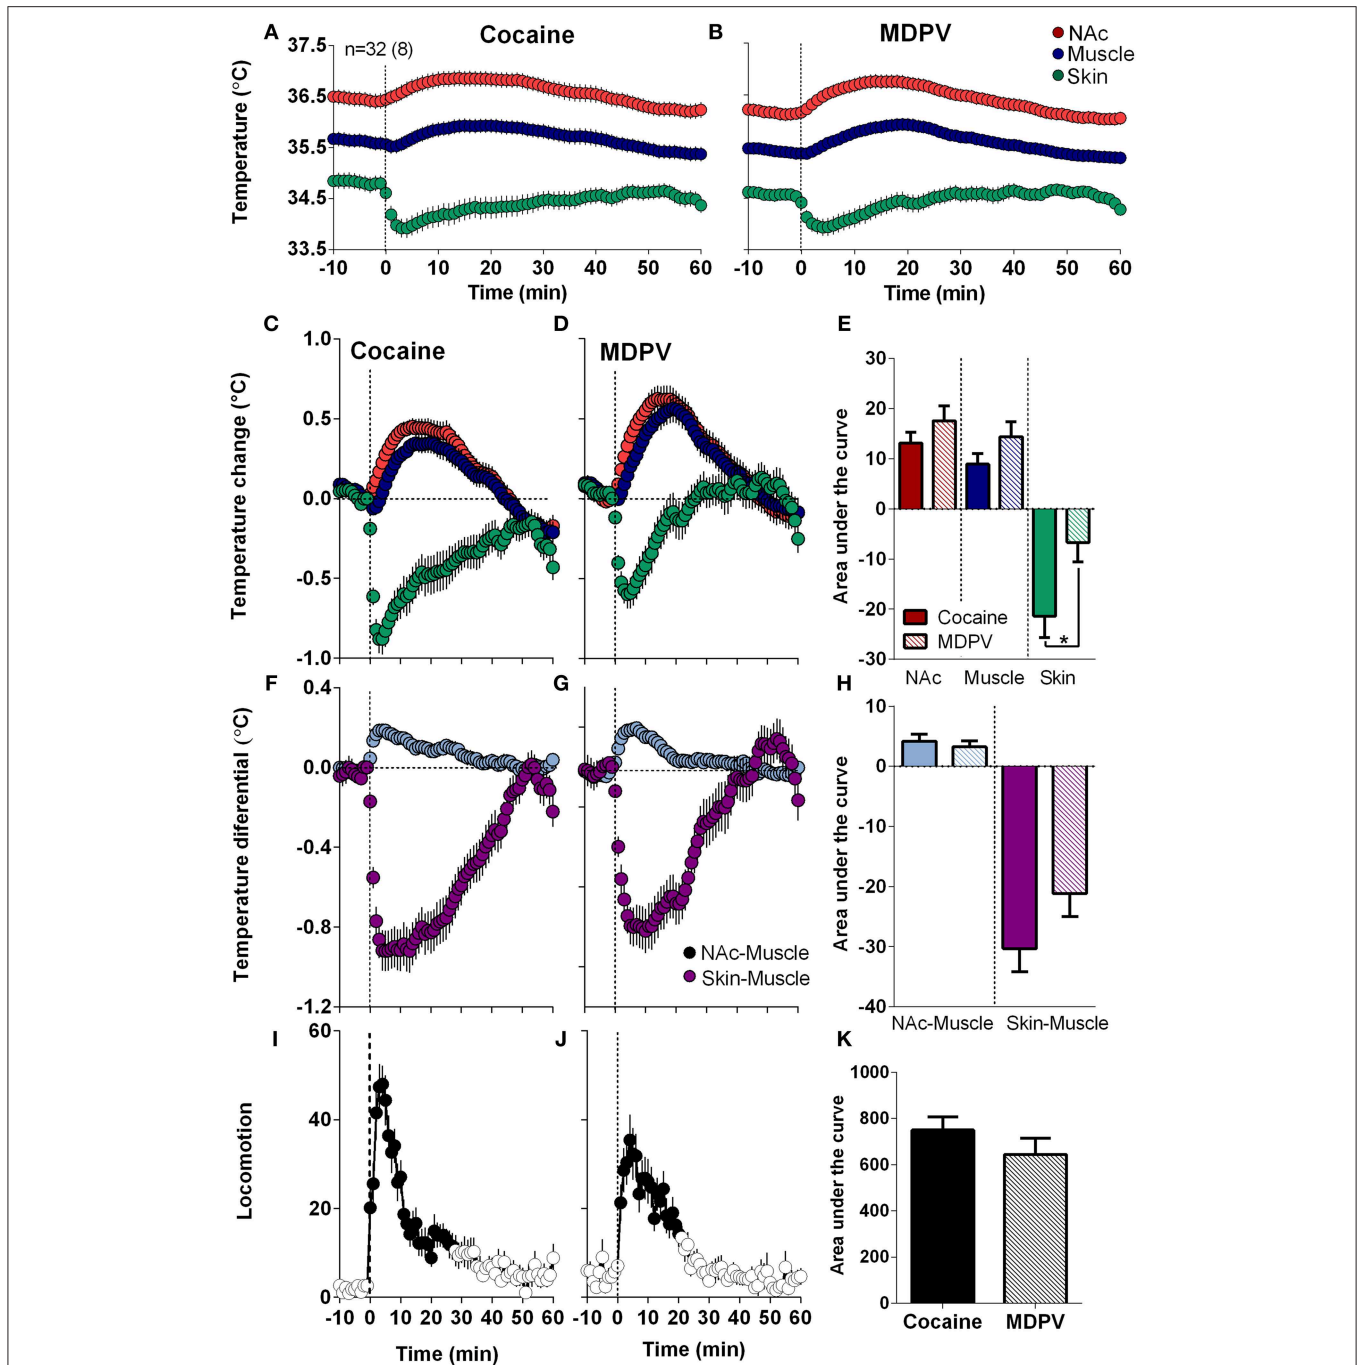 A
Cocaine
B
MDPV
NAc
Muscle
Skin
n=32 (8)
Temperature (°C)
37.5
36.5
35.5
34.5
33.5
-10 0 10 20 30 40 50 60
Time (min)
-10 0 10 20 30 40 50 60
Time (min)
C
Cocaine
D
MDPV
E
Temperature change (°C)
1.0
0.5
0.0
-0.5
-1.0
Area under the curve
30
20
10
0
-10
-20
-30
Cocaine
MDPV
*
NAc Muscle Skin
F
G
H
Temperature diferential (°C)
0.4
0.0
-0.4
-0.8
-1.2
NAc-Muscle
Skin-Muscle
Area under the curve
0
-10
-20
-30
-40
NAc-Muscle Skin-Muscle
I
J
K
Locomotion
60
40
20
0
-10 0 10 20 30 40 50 60
Time (min)
-10 0 10 20 30 40 50 60
Time (min)
Area under the curve
1000
800
600
400
200
0
Cocaine MDPV